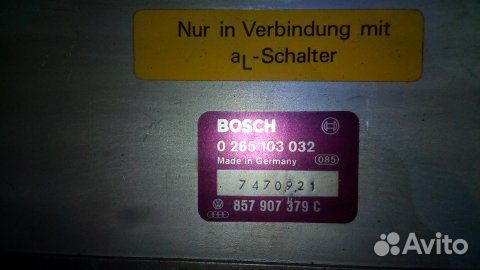 Nur in Verbindung mit
aL-Schalter
BOSCH
0 265 103 032
Made in Germany 085
7470921
857 907 379 C
Avito